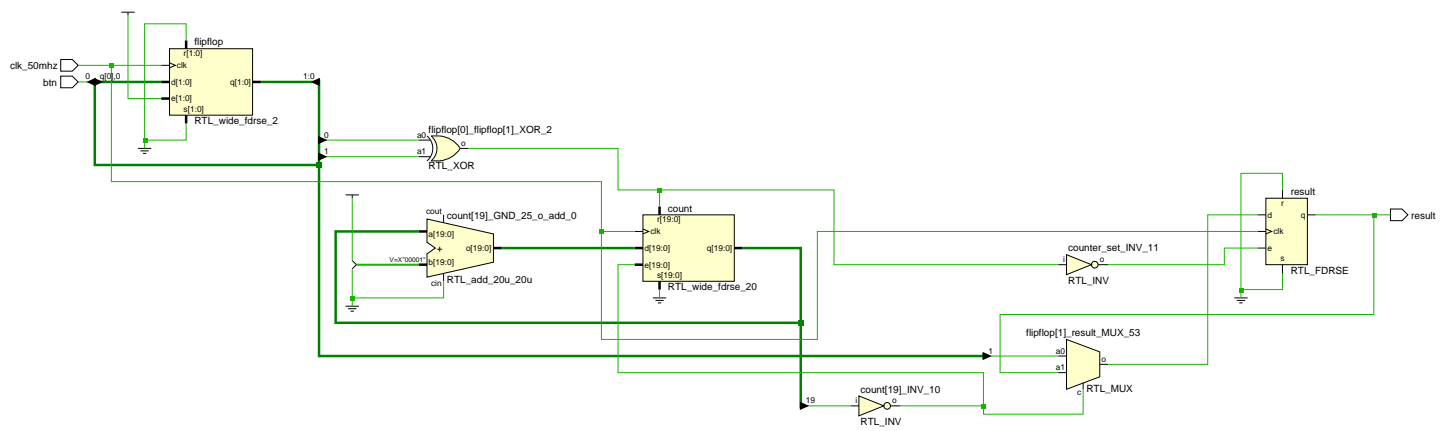 flipflop
r[1:0]
clk_50mhz
clk
btn
0
q[0],0
d[1:0]
q[1:0]
1:0
e[1:0]
s[1:0]
RTL_wide_fdrse_2
flipflop[0]_flipflop[1]_XOR_2
0
a0
o
1
a1
RTL_XOR
cout
count[19]_GND_25_o_add_0
a[19:0]
+
o[19:0]
V=X"00001"
b[19:0]
RTL_add_20u_20u
cin
count
r[19:0]
clk
d[19:0]
q[19:0]
e[19:0]
s[19:0]
RTL_wide_fdrse_20
result
r
d
q
result
clk
e
s
RTL_FDRSE
counter_set_INV_11
i
o
RTL_INV
flipflop[1]_result_MUX_53
1
a0
o
a1
RTL_MUX
c
count[19]_INV_10
19
i
o
RTL_INV